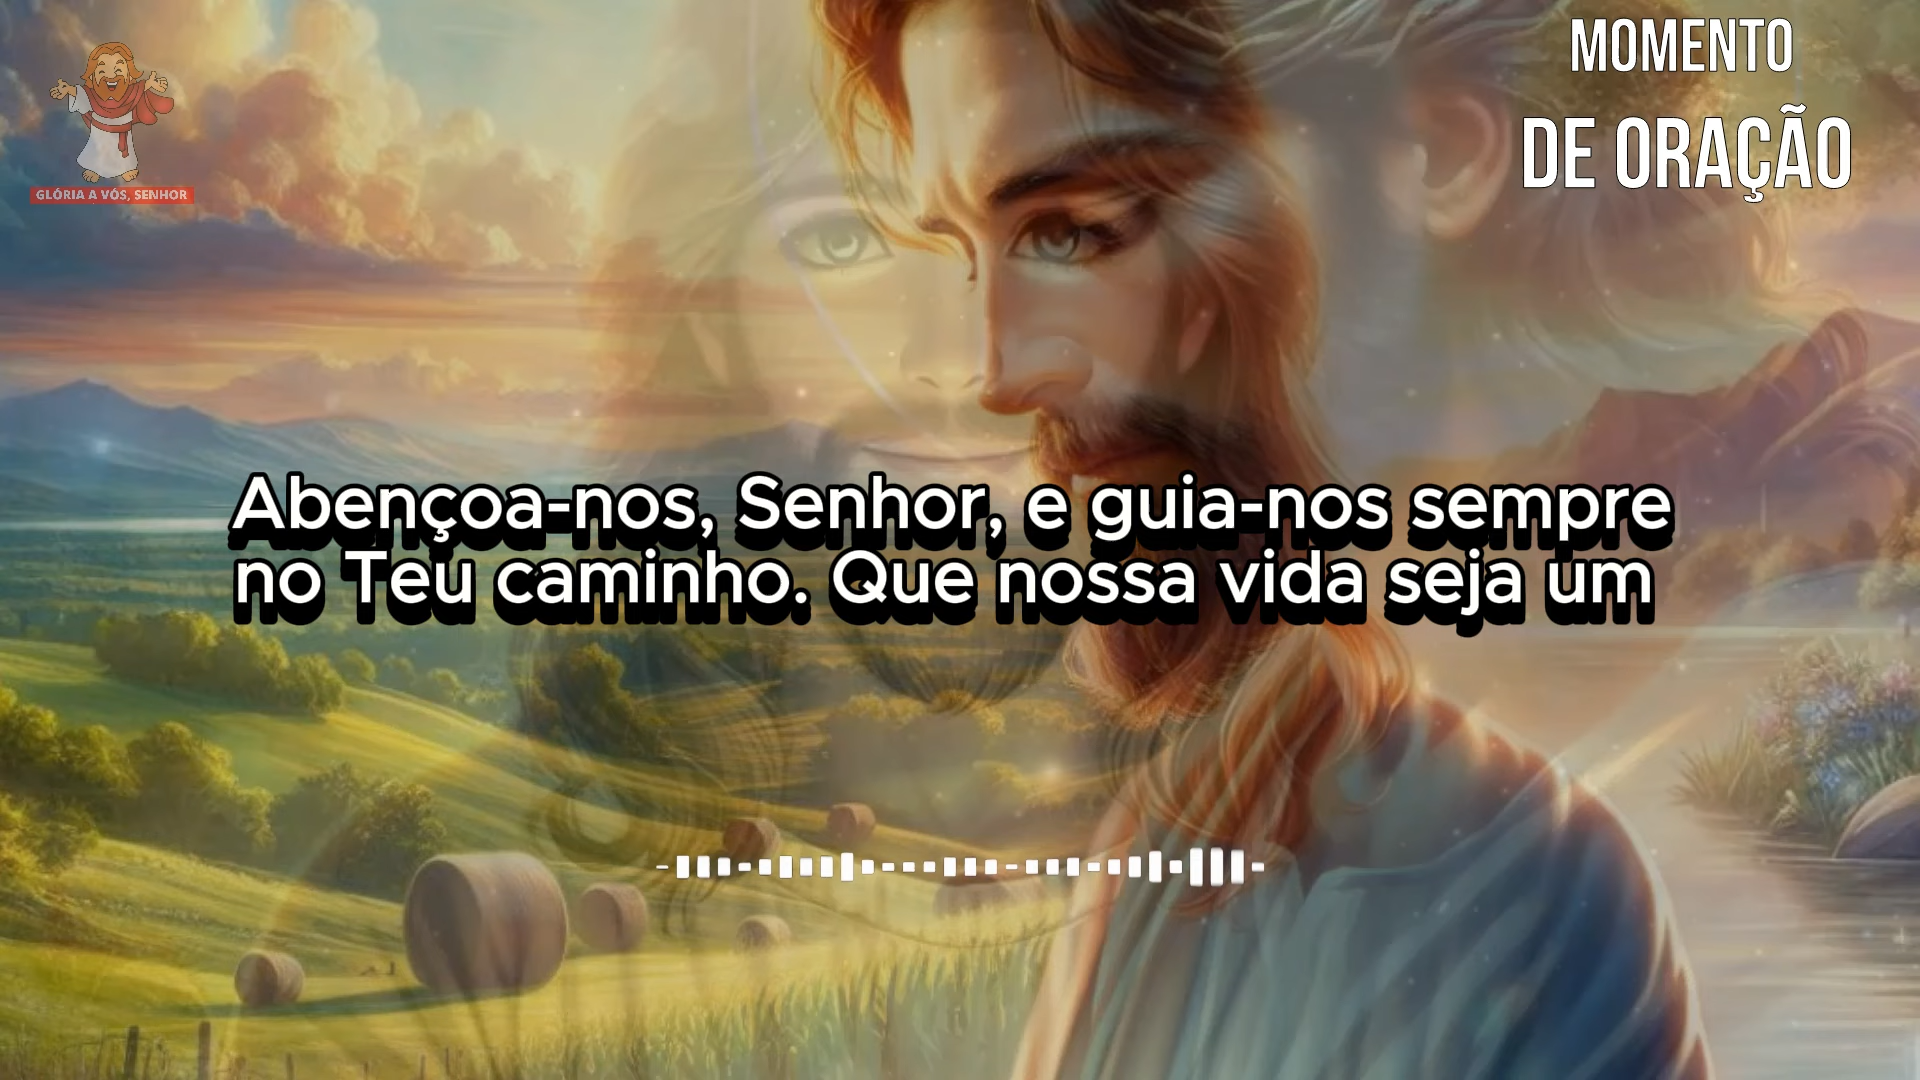 MOMENTO
DE ORAÇÃO
GLÓRIA A VÓS, SENHOR
Abençoa-nos, Senhor, e guia-nos sempre
no Teu caminho. Que nossa vida seja um